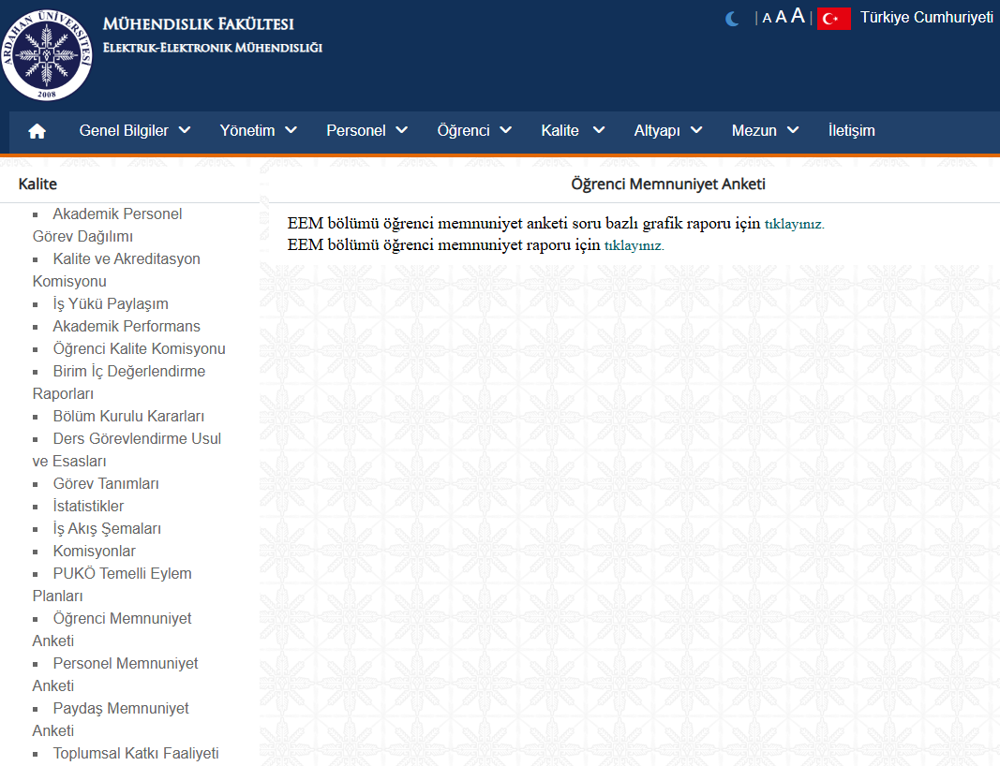 ARDAHAN ÜNİVERSİTESİ
2008
MÜHENDISLIK FAKÜLTESI
ELEKTRIK-ELEKTRONIK MÜHENDISLIĞI
| A A A | Türkiye Cumhuriyeti
Genel Bilgiler Yönetim Personel Öğrenci Kalite Altyapı Mezun İletişim
Kalite
Akademik Personel
Görev Dağılımı
Kalite ve Akreditasyon
Komisyonu
İş Yükü Paylaşım
Akademik Performans
Öğrenci Kalite Komisyonu
Birim İç Değerlendirme
Raporları
Bölüm Kurulu Kararları
Ders Görevlendirme Usul
ve Esasları
Görev Tanımları
İstatistikler
İş Akış Şemaları
Komisyonlar
PUKÖ Temelli Eylem
Planları
Öğrenci Memnuniyet
Anketi
Personel Memnuniyet
Anketi
Paydaş Memnuniyet
Anketi
Toplumsal Katkı Faaliyeti
Öğrenci Memnuniyet Anketi
EEM bölümü öğrenci memnuniyet anketi soru bazlı grafik raporu için tıklayınız.
EEM bölümü öğrenci memnuniyet raporu için tıklayınız.